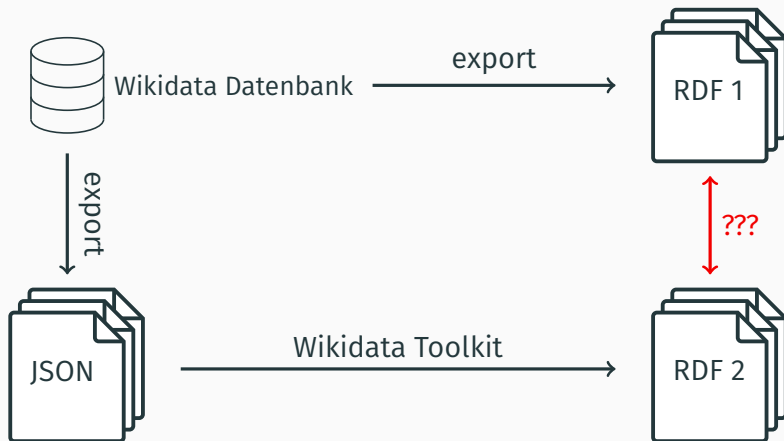 export
Wikidata Datenbank
RDF 1
export
???
Wikidata Toolkit
JSON
RDF 2